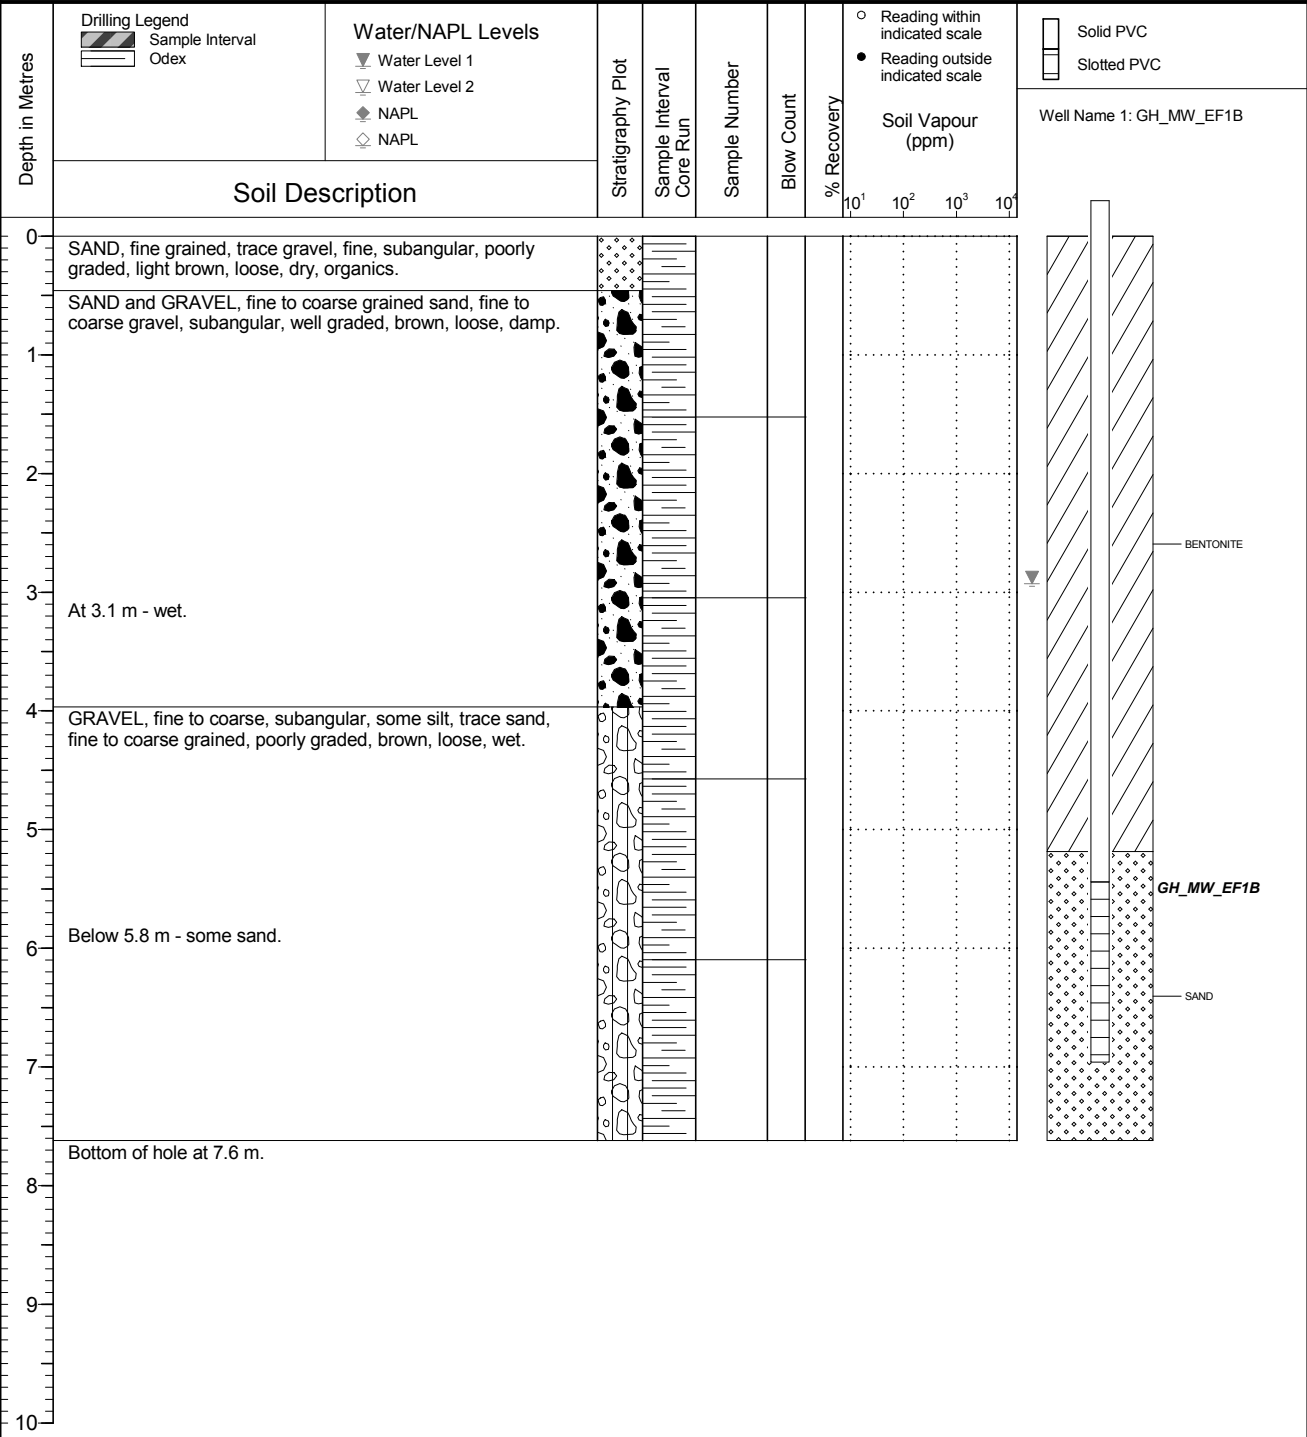 Drilling Legend
Sample Interval
Odex
Water/NAPL Levels
Water Level 1
Water Level 2
NAPL
NAPL
Depth in Metres
Soil Description
Stratigraphy Plot
Sample Interval
Core Run
Sample Number
Blow Count
% Recovery
Reading within
indicated scale
Reading outside
indicated scale
Soil Vapour
(ppm)
10¹ 10² 10³ 10⁴
Solid PVC
Slotted PVC
Well Name 1: GH_MW_EF1B
0
SAND, fine grained, trace gravel, fine, subangular, poorly
graded, light brown, loose, dry, organics.
SAND and GRAVEL, fine to coarse grained sand, fine to
coarse gravel, subangular, well graded, brown, loose, damp.
1
2
BENTONITE
3
At 3.1 m - wet.
4
GRAVEL, fine to coarse, subangular, some silt, trace sand,
fine to coarse grained, poorly graded, brown, loose, wet.
5
GH_MW_EF1B
Below 5.8 m - some sand.
6
SAND
7
Bottom of hole at 7.6 m.
8
9
10